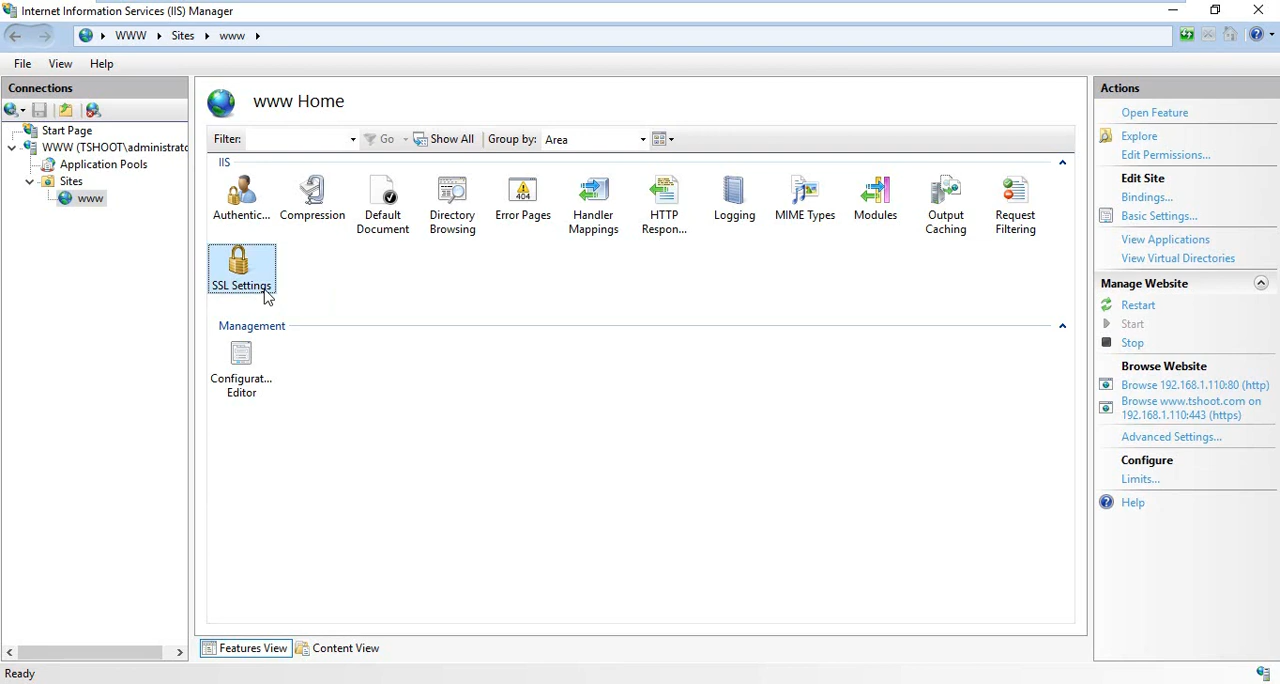 Internet Information Services (IIS) Manager
WWW Sites www
File View Help
Connections
Start Page
WWW (TSHOOT\administrato
Application Pools
Sites
www
www Home
Filter: Go Show All Group by: Area
IIS
Authentic... Compression Default Document Directory Browsing Error Pages Handler Mappings HTTP Respon... Logging MIME Types Modules Output Caching Request Filtering
404
SSL Settings
Management
Configurat... Editor
Features View Content View
Actions
Open Feature
Explore
Edit Permissions...
Edit Site
Bindings...
Basic Settings...
View Applications
View Virtual Directories
Manage Website
Restart
Start
Stop
Browse Website
Browse 192.168.1.110:80 (http)
Browse www.tshoot.com on
192.168.1.110:443 (https)
Advanced Settings...
Configure
Limits...
Help
Ready